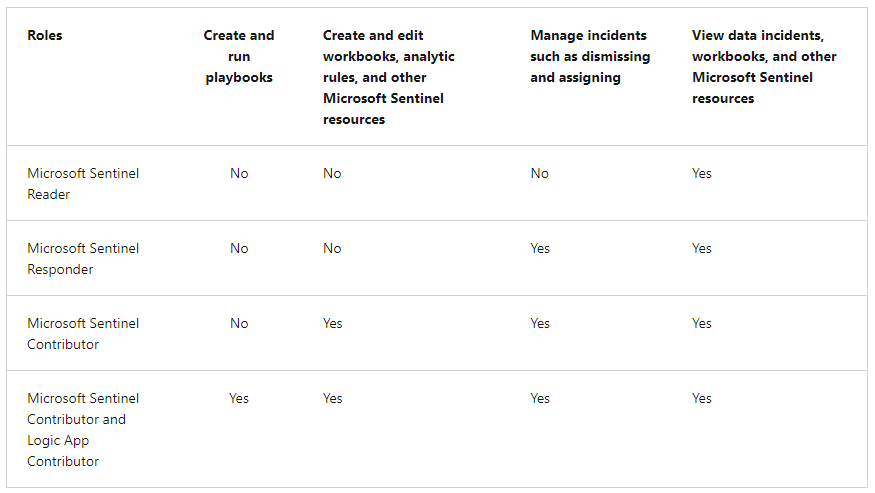 Roles
Create and
run
playbooks
Create and edit
workbooks, analytic
rules, and other
Microsoft Sentinel
resources
Manage incidents
such as dismissing
and assigning
View data incidents,
workbooks, and other
Microsoft Sentinel
resources
Microsoft Sentinel
Reader
No
No
No
Yes
Microsoft Sentinel
Responder
No
No
Yes
Yes
Microsoft Sentinel
Contributor
No
Yes
Yes
Yes
Microsoft Sentinel
Contributor and
Logic App
Contributor
Yes
Yes
Yes
Yes